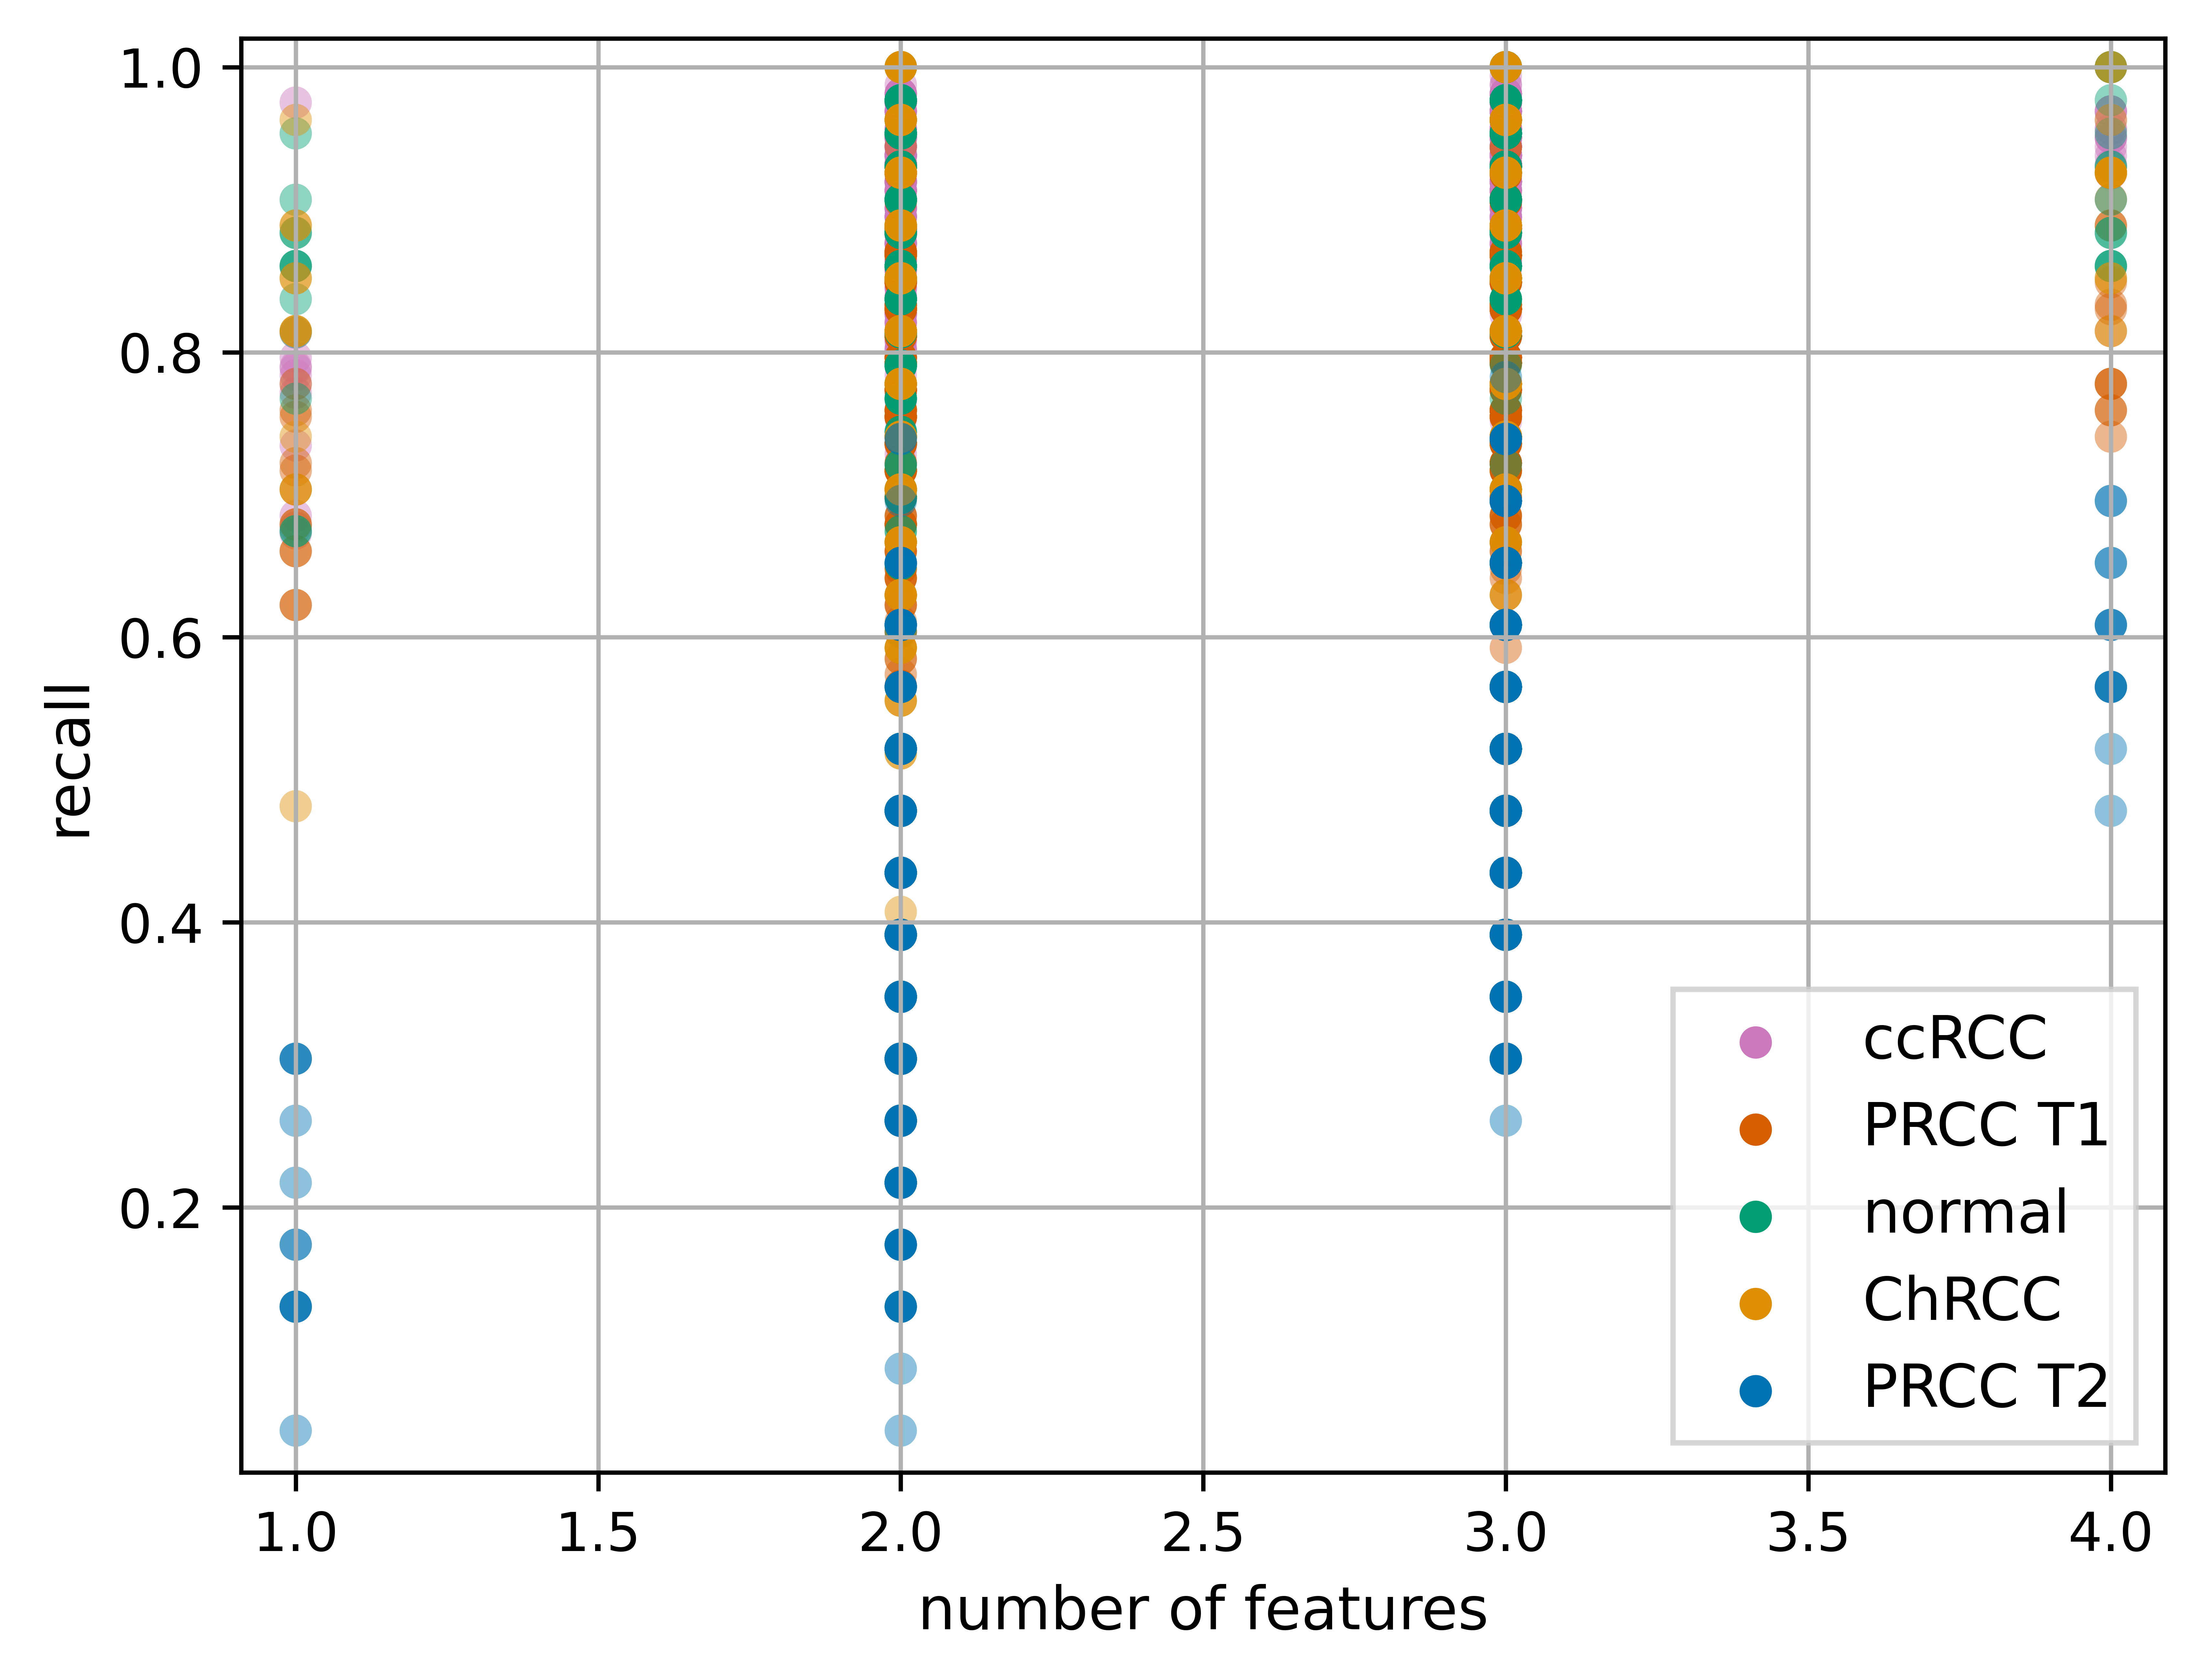 1.0
0.8
0.6
0.4
0.2
recall
1.0 1.5 2.0 2.5 3.0 3.5 4.0
number of features
ccRCC
PRCC T1
normal
ChRCC
PRCC T2